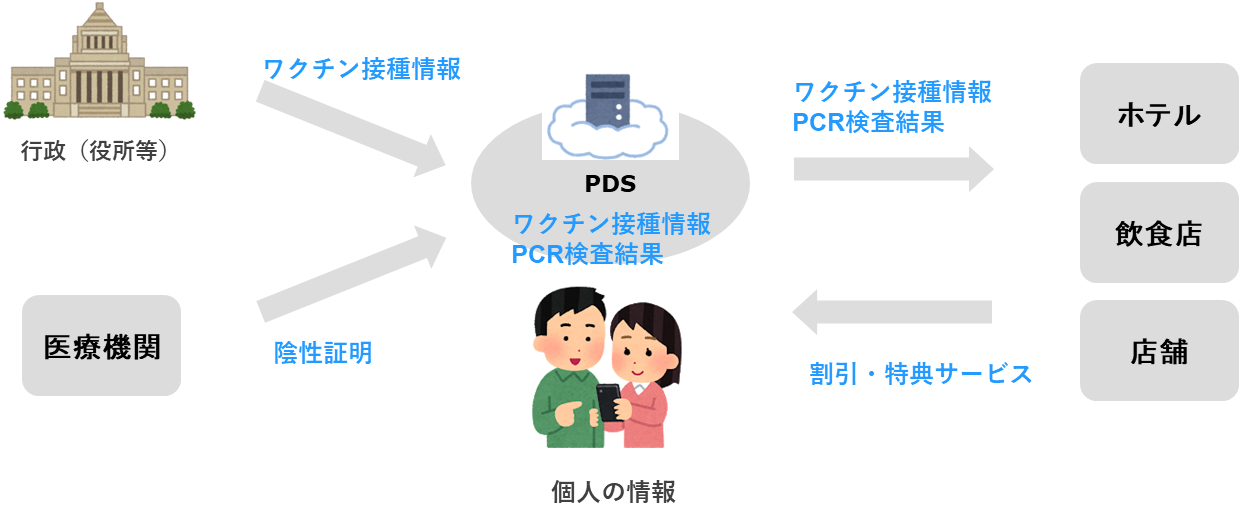 ワクチン接種情報
行政（役所等）
医療機関
陰性証明
PDS
ワクチン接種情報
PCR検査結果
個人の情報
ワクチン接種情報
PCR検査結果
割引・特典サービス
ホテル
飲食店
店舗